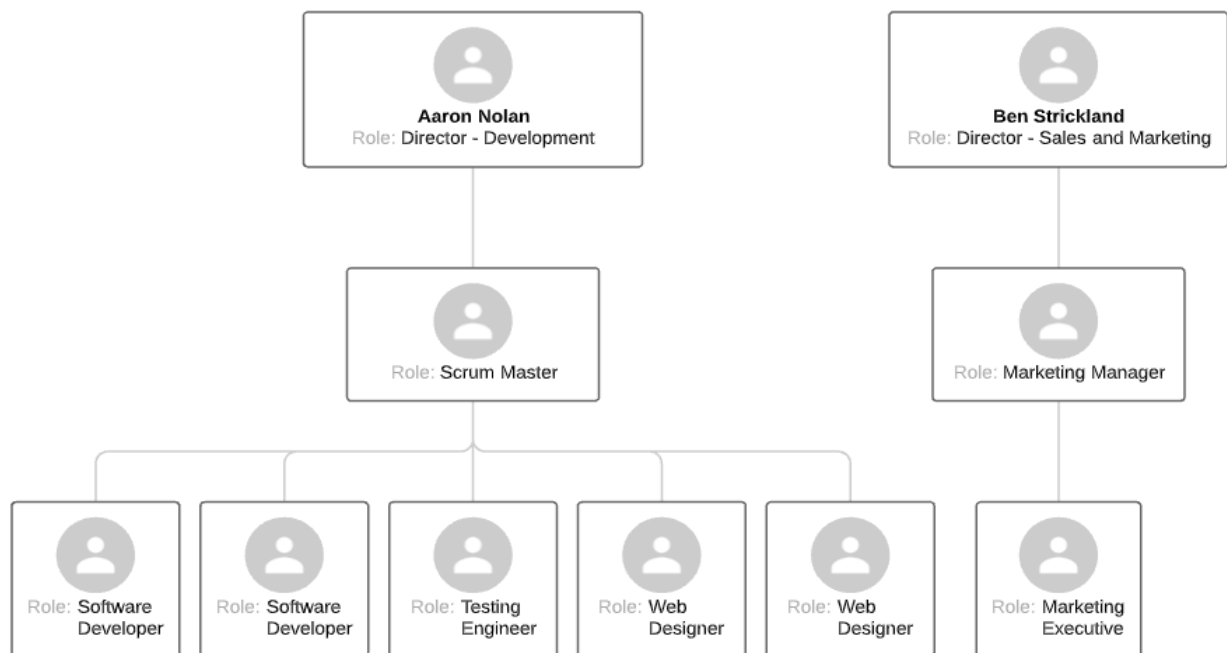 Aaron Nolan
Role: Director - Development
Ben Strickland
Role: Director - Sales and Marketing
Role: Scrum Master
Role: Marketing Manager
Role: Software
Developer
Role: Software
Developer
Role: Testing
Engineer
Role: Web
Designer
Role: Web
Designer
Role: Marketing
Executive